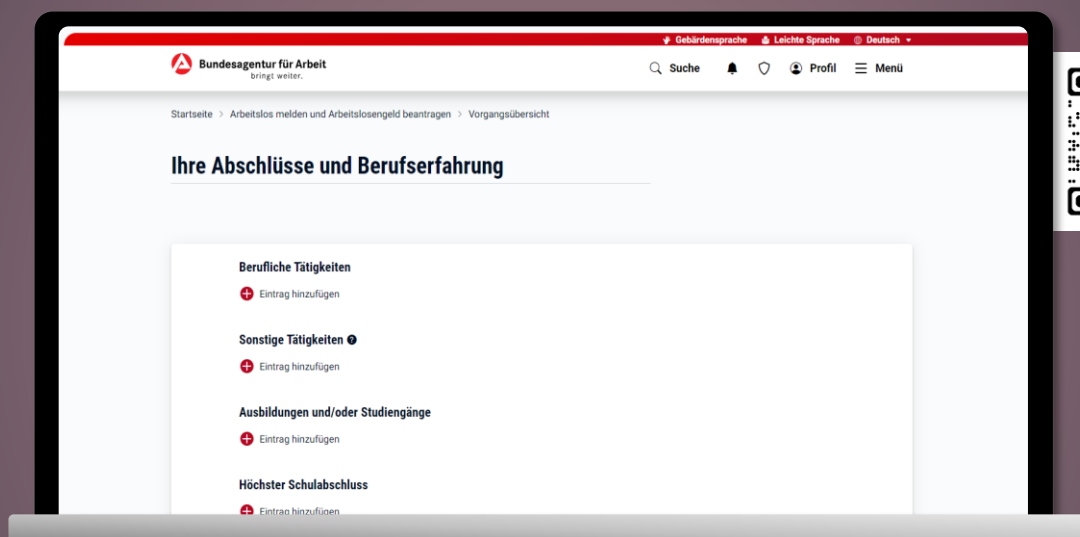 Gebärdensprache Leichte Sprache Deutsch
Bundesagentur für Arbeit
bringt weiter.
Suche Profil Menü
Startseite > Arbeitslos melden und Arbeitslosengeld beantragen > Vorgangsübersicht
Ihre Abschlüsse und Berufserfahrung
Berufliche Tätigkeiten
Eintrag hinzufügen
Sonstige Tätigkeiten ?
Eintrag hinzufügen
Ausbildungen und/oder Studiengänge
Eintrag hinzufügen
Höchster Schulabschluss
Eintrag hinzufügen